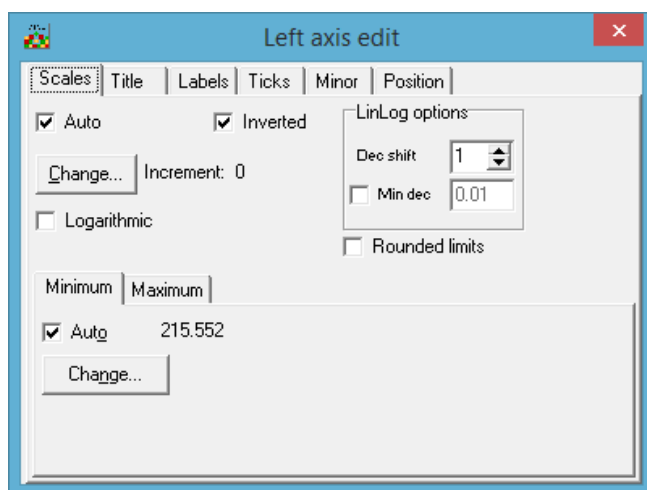 Left axis edit
Scales Title Labels Ticks Minor Position
Auto Inverted
LinLog options
Dec shift 1
Change... Increment: 0
Min dec 0.01
Logarithmic
Rounded limits
Minimum Maximum
Auto 215.552
Change...